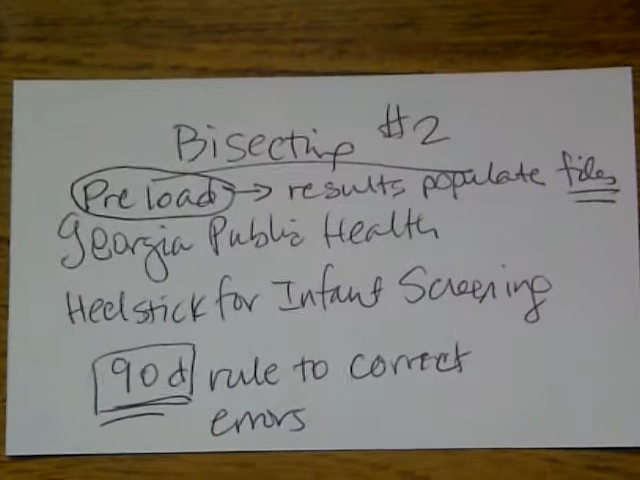 Bisecting #2
Preload → results populate files
Georgia Public Health
Heelstick for Infant Screening
90d rule to correct
errors